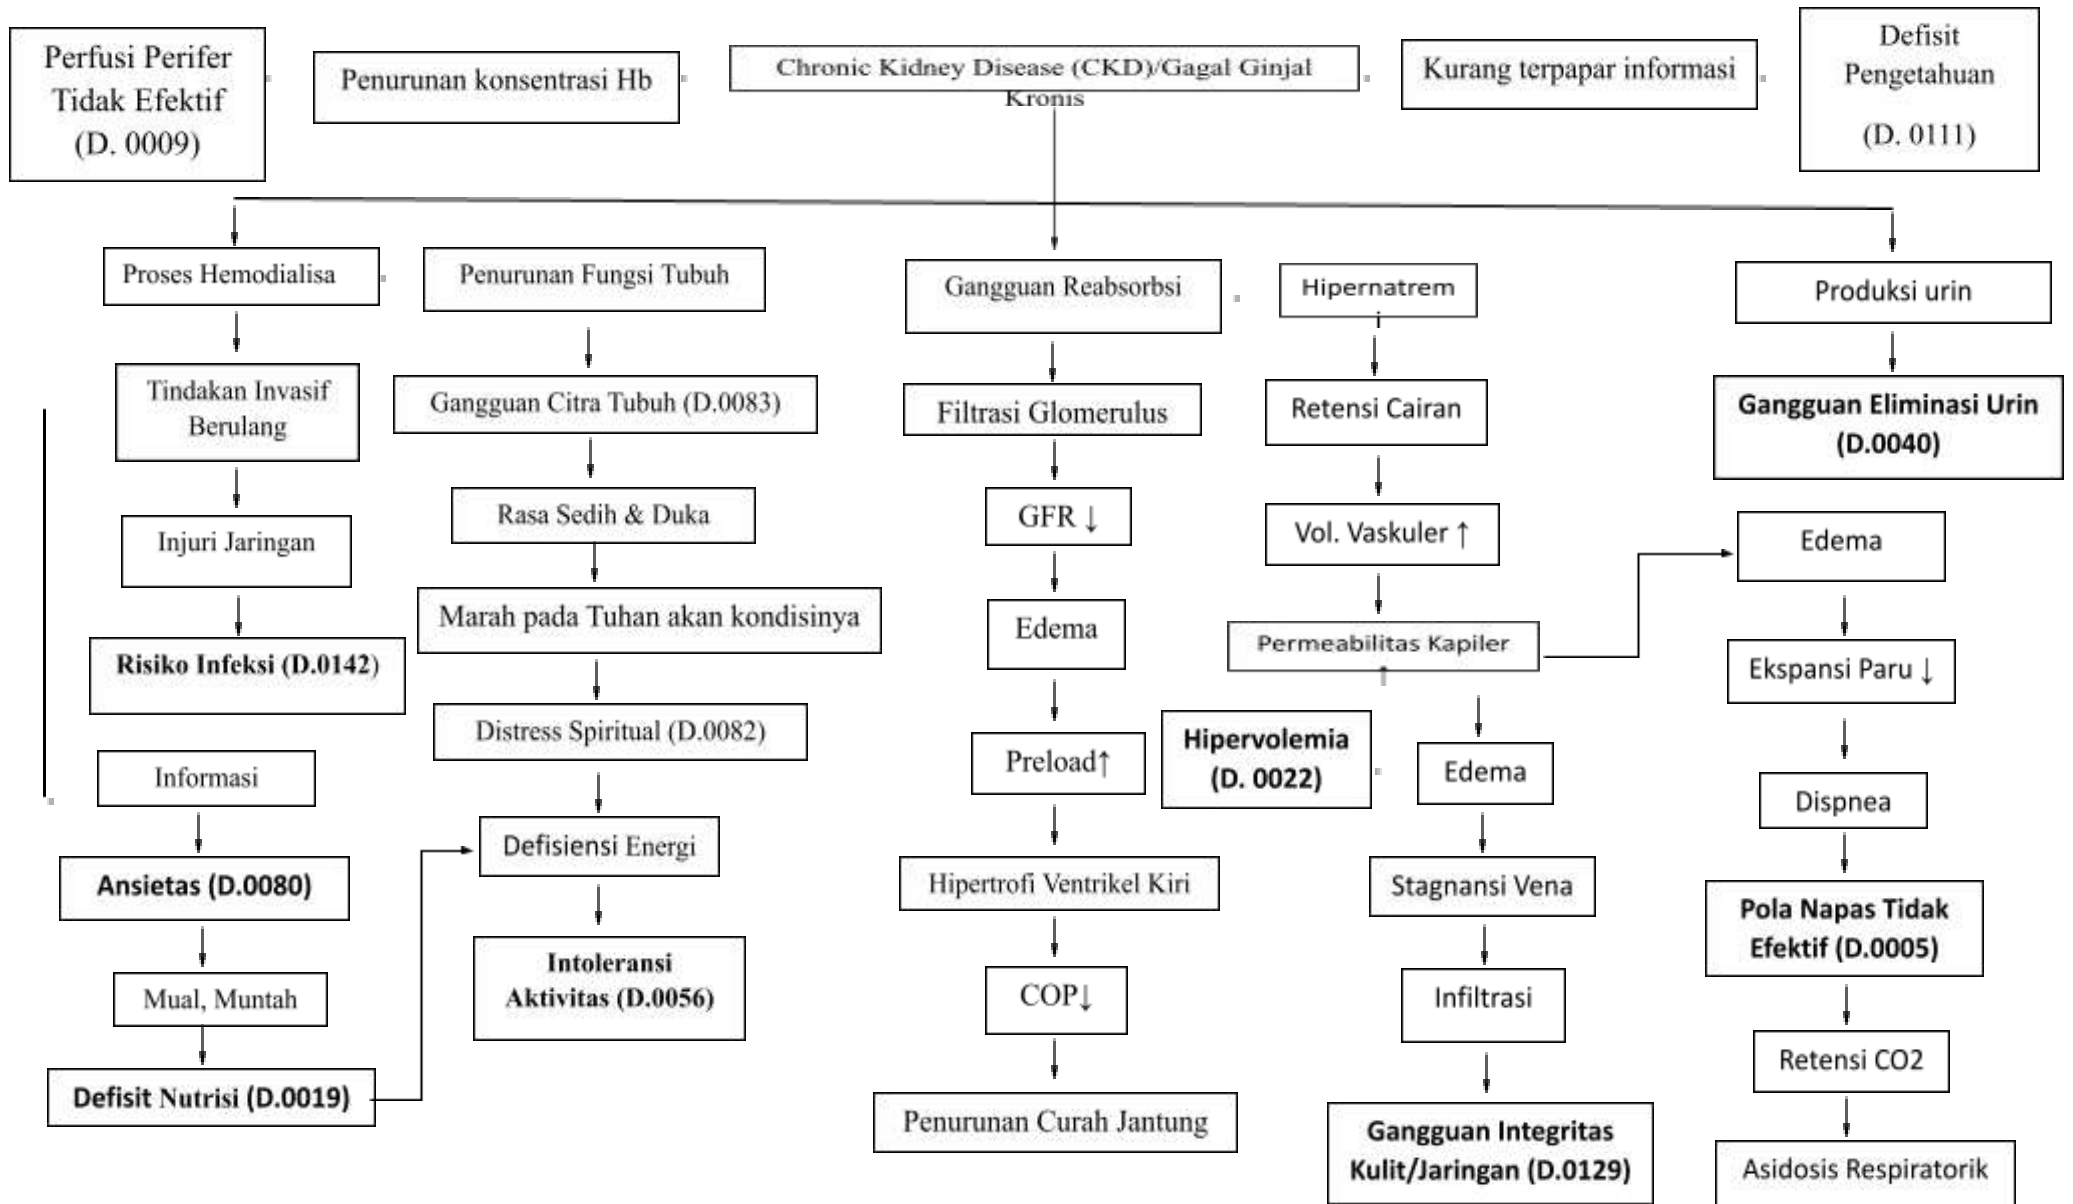 Perfusi Perifer
Tidak Efektif
(D. 0009)
Penurunan konsentrasi Hb
Chronic Kidney Disease (CKD)/Gagal Ginjal
Kronis
Kurang terpapar informasi
Defisit
Pengetahuan
(D. 0111)
Proses Hemodialisa
Tindakan Invasif
Berulang
Injuri Jaringan
Risiko Infeksi (D.0142)
Informasi
Ansietas (D.0080)
Mual, Muntah
Defisit Nutrisi (D.0019)
Penurunan Fungsi Tubuh
Gangguan Citra Tubuh (D.0083)
Rasa Sedih & Duka
Marah pada Tuhan akan kondisinya
Distress Spiritual (D.0082)
Defisiensi Energi
Intoleransi
Aktivitas (D.0056)
Gangguan Reabsorbsi
Filtrasi Glomerulus
GFR ↓
Edema
Preload↑
Hipertrofi Ventrikel Kiri
COP↓
Penurunan Curah Jantung
Hipernatrem
i
Retensi Cairan
Vol. Vaskuler ↑
Permeabilitas Kapiler
↑
Hipervolemia
(D. 0022)
Edema
Stagnansi Vena
Infiltrasi
Gangguan Integritas
Kulit/Jaringan (D.0129)
Produksi urin
Gangguan Eliminasi Urin
(D.0040)
Edema
Ekspansi Paru ↓
Dispnea
Pola Napas Tidak
Efektif (D.0005)
Retensi CO2
Asidosis Respiratorik